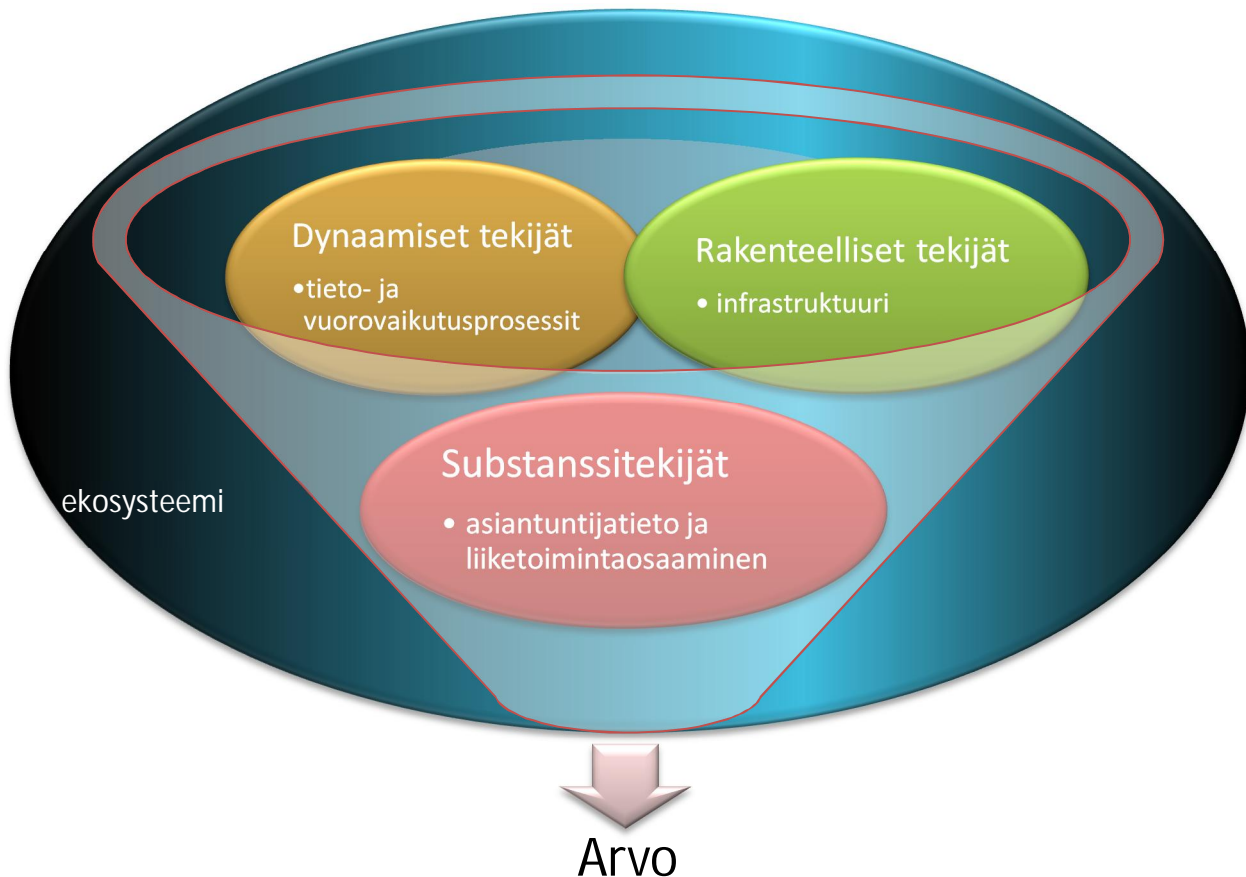 Dynaamiset tekijät
•tieto- ja
vuorovaikutusprosessit
Rakenteelliset tekijät
• infrastruktuuri
Substanssitekijät
• asiantuntijatieto ja
liiketoimintaosaaminen
ekosysteemi
Arvo